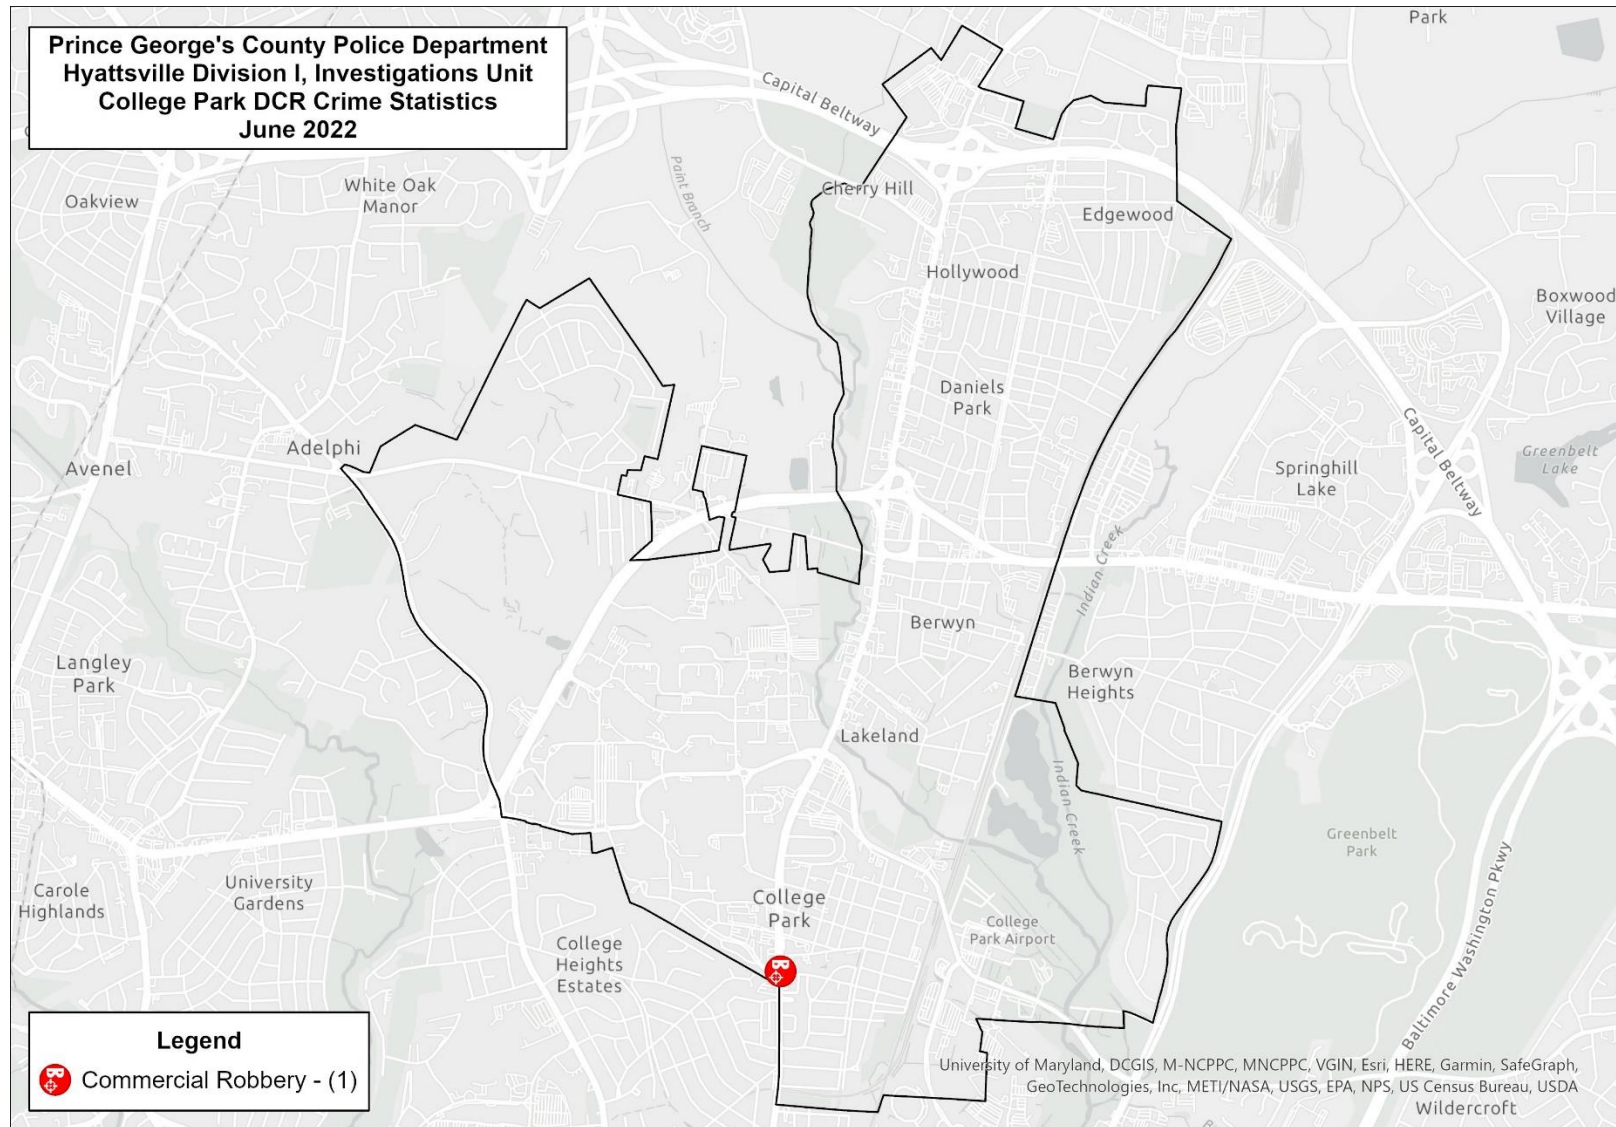 Prince George's County Police Department
Hyattsville Division I, Investigations Unit
College Park DCR Crime Statistics
June 2022
Park
Capital Beltway
Paint Branch
White Oak
Manor
Oakview
Cherry Hill
Edgewood
Hollywood
Boxwood
Village
Daniels
Park
Adelphi
Avenel
Capital Beltway
Springhill
Lake
Greenbelt
Lake
Indian Creek
Berwyn
Langley
Park
Berwyn
Heights
Lakeland
Indian Creek
Greenbelt
Park
University
Gardens
Carole
Highlands
College
Park
College
Park Airport
College
Heights
Estates
Baltimore Washington Pkwy
Legend
Commercial Robbery - (1)
University of Maryland, DCGIS, M-NCPPC, MNCPPC, VGIN, Esri, HERE, Garmin, SafeGraph,
GeoTechnologies, Inc, METI/NASA, USGS, EPA, NPS, US Census Bureau, USDA
Wildercroft